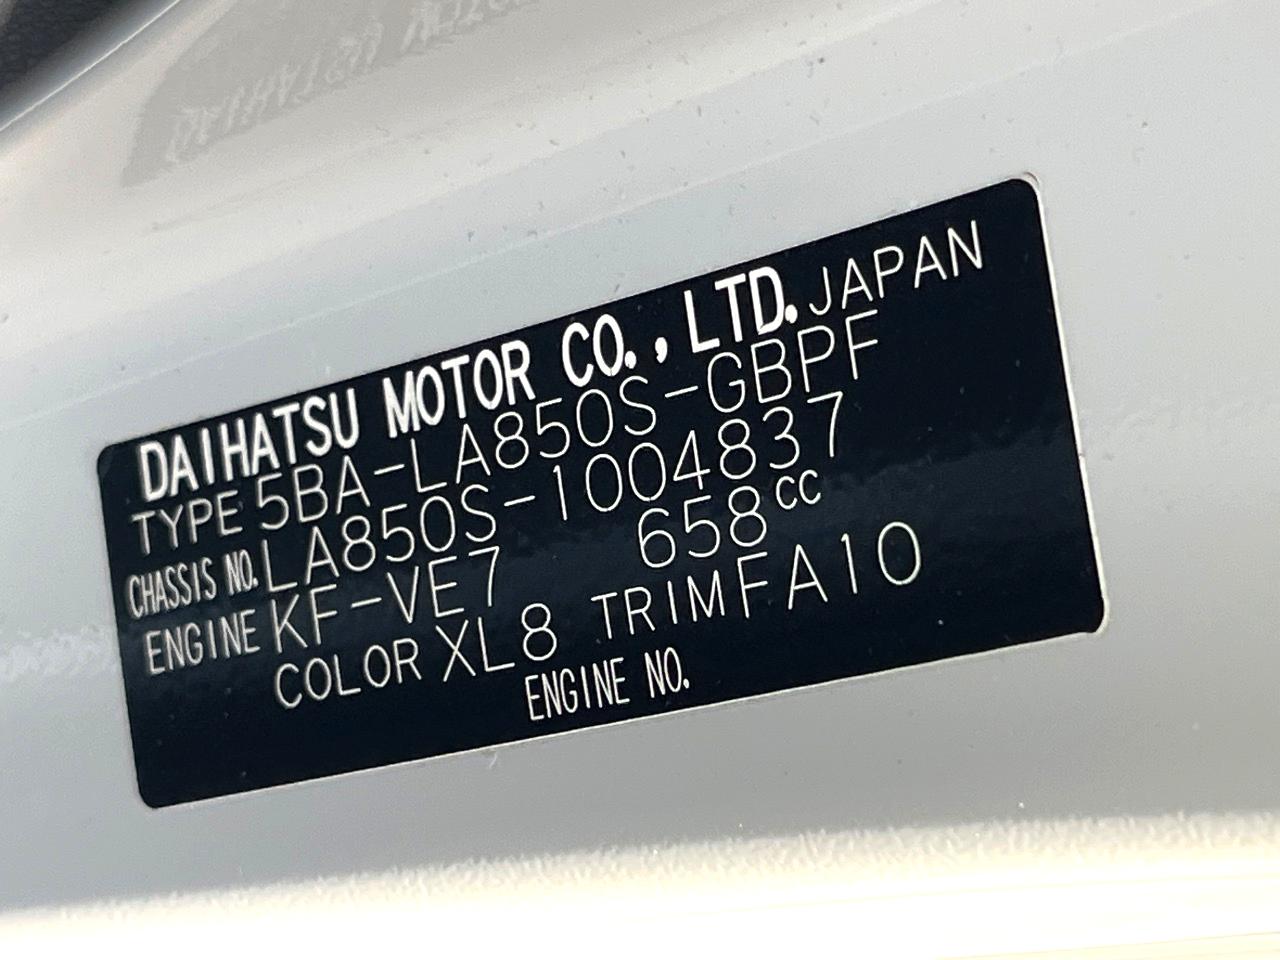 DAIHATSU MOTOR CO., LTD. JAPAN
TYPE 5BA-LA850S-GBPF
CHASSIS NO. LA850S-1004837
ENGINE KF-VE7 658CC
COLOR XL8 TRIM FA10
ENGINE NO.